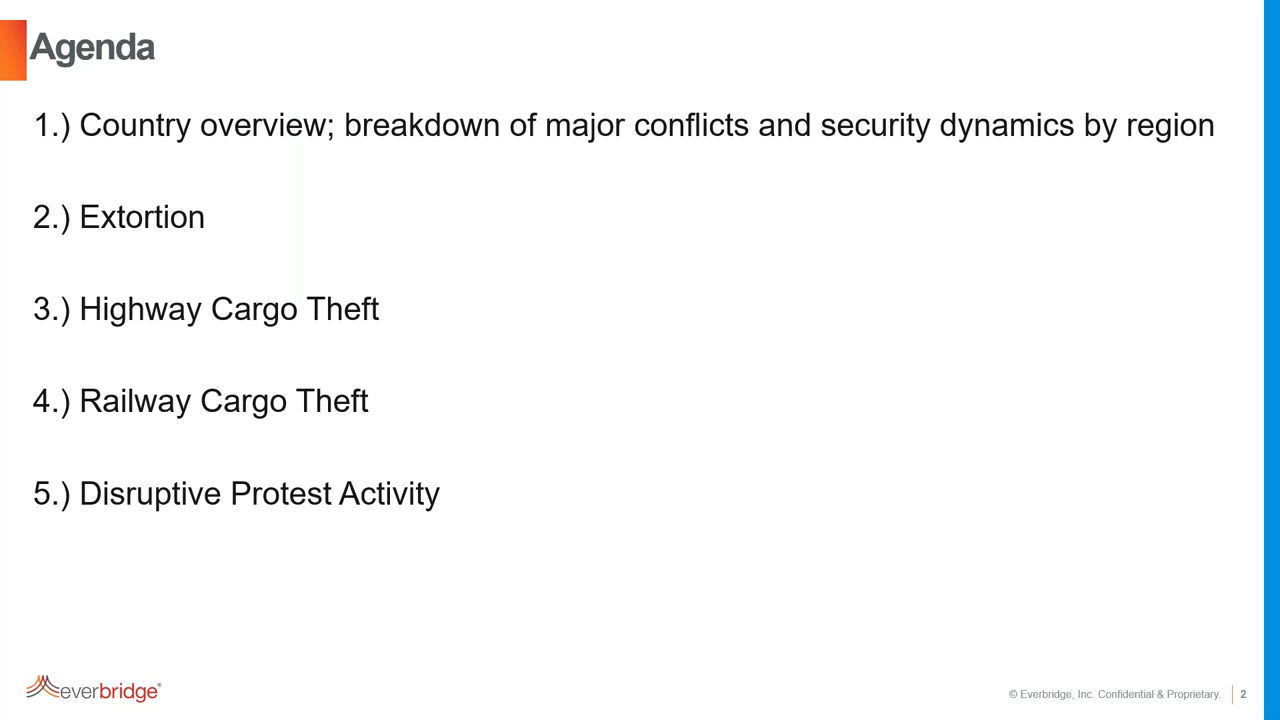 Agenda
1.) Country overview; breakdown of major conflicts and security dynamics by region
2.) Extortion
3.) Highway Cargo Theft
4.) Railway Cargo Theft
5.) Disruptive Protest Activity
everbridge®
© Everbridge, Inc. Confidential & Proprietary. 2